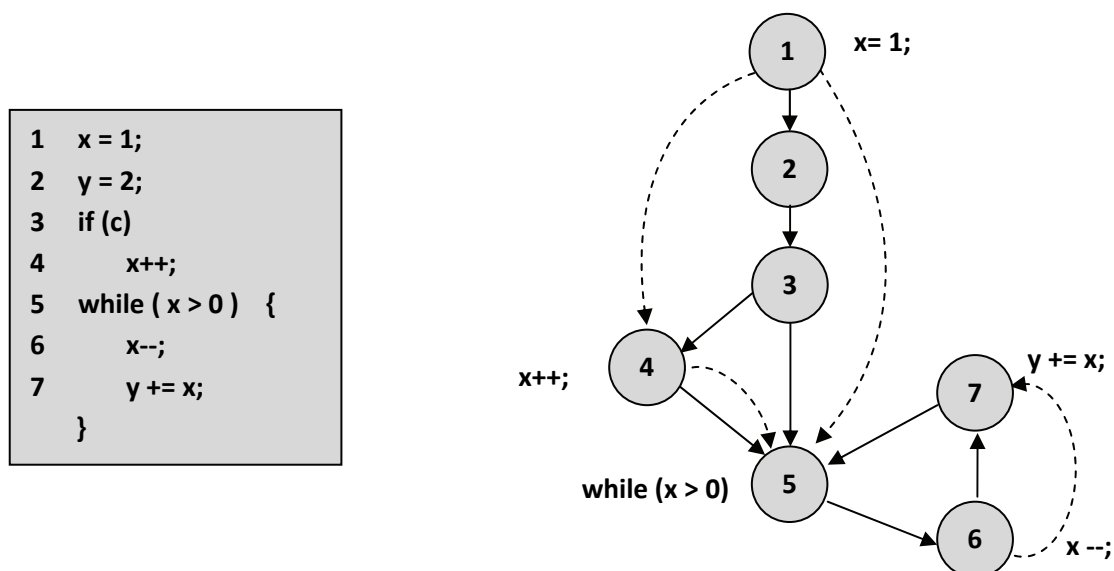 1 x = 1;
2 y = 2;
3 if (c)
4 x++;
5 while ( x > 0 ) {
6 x--;
7 y += x;
}
1 x= 1;
2
3
x++; 4
7 y += x;
while (x > 0) 5
6 x --;